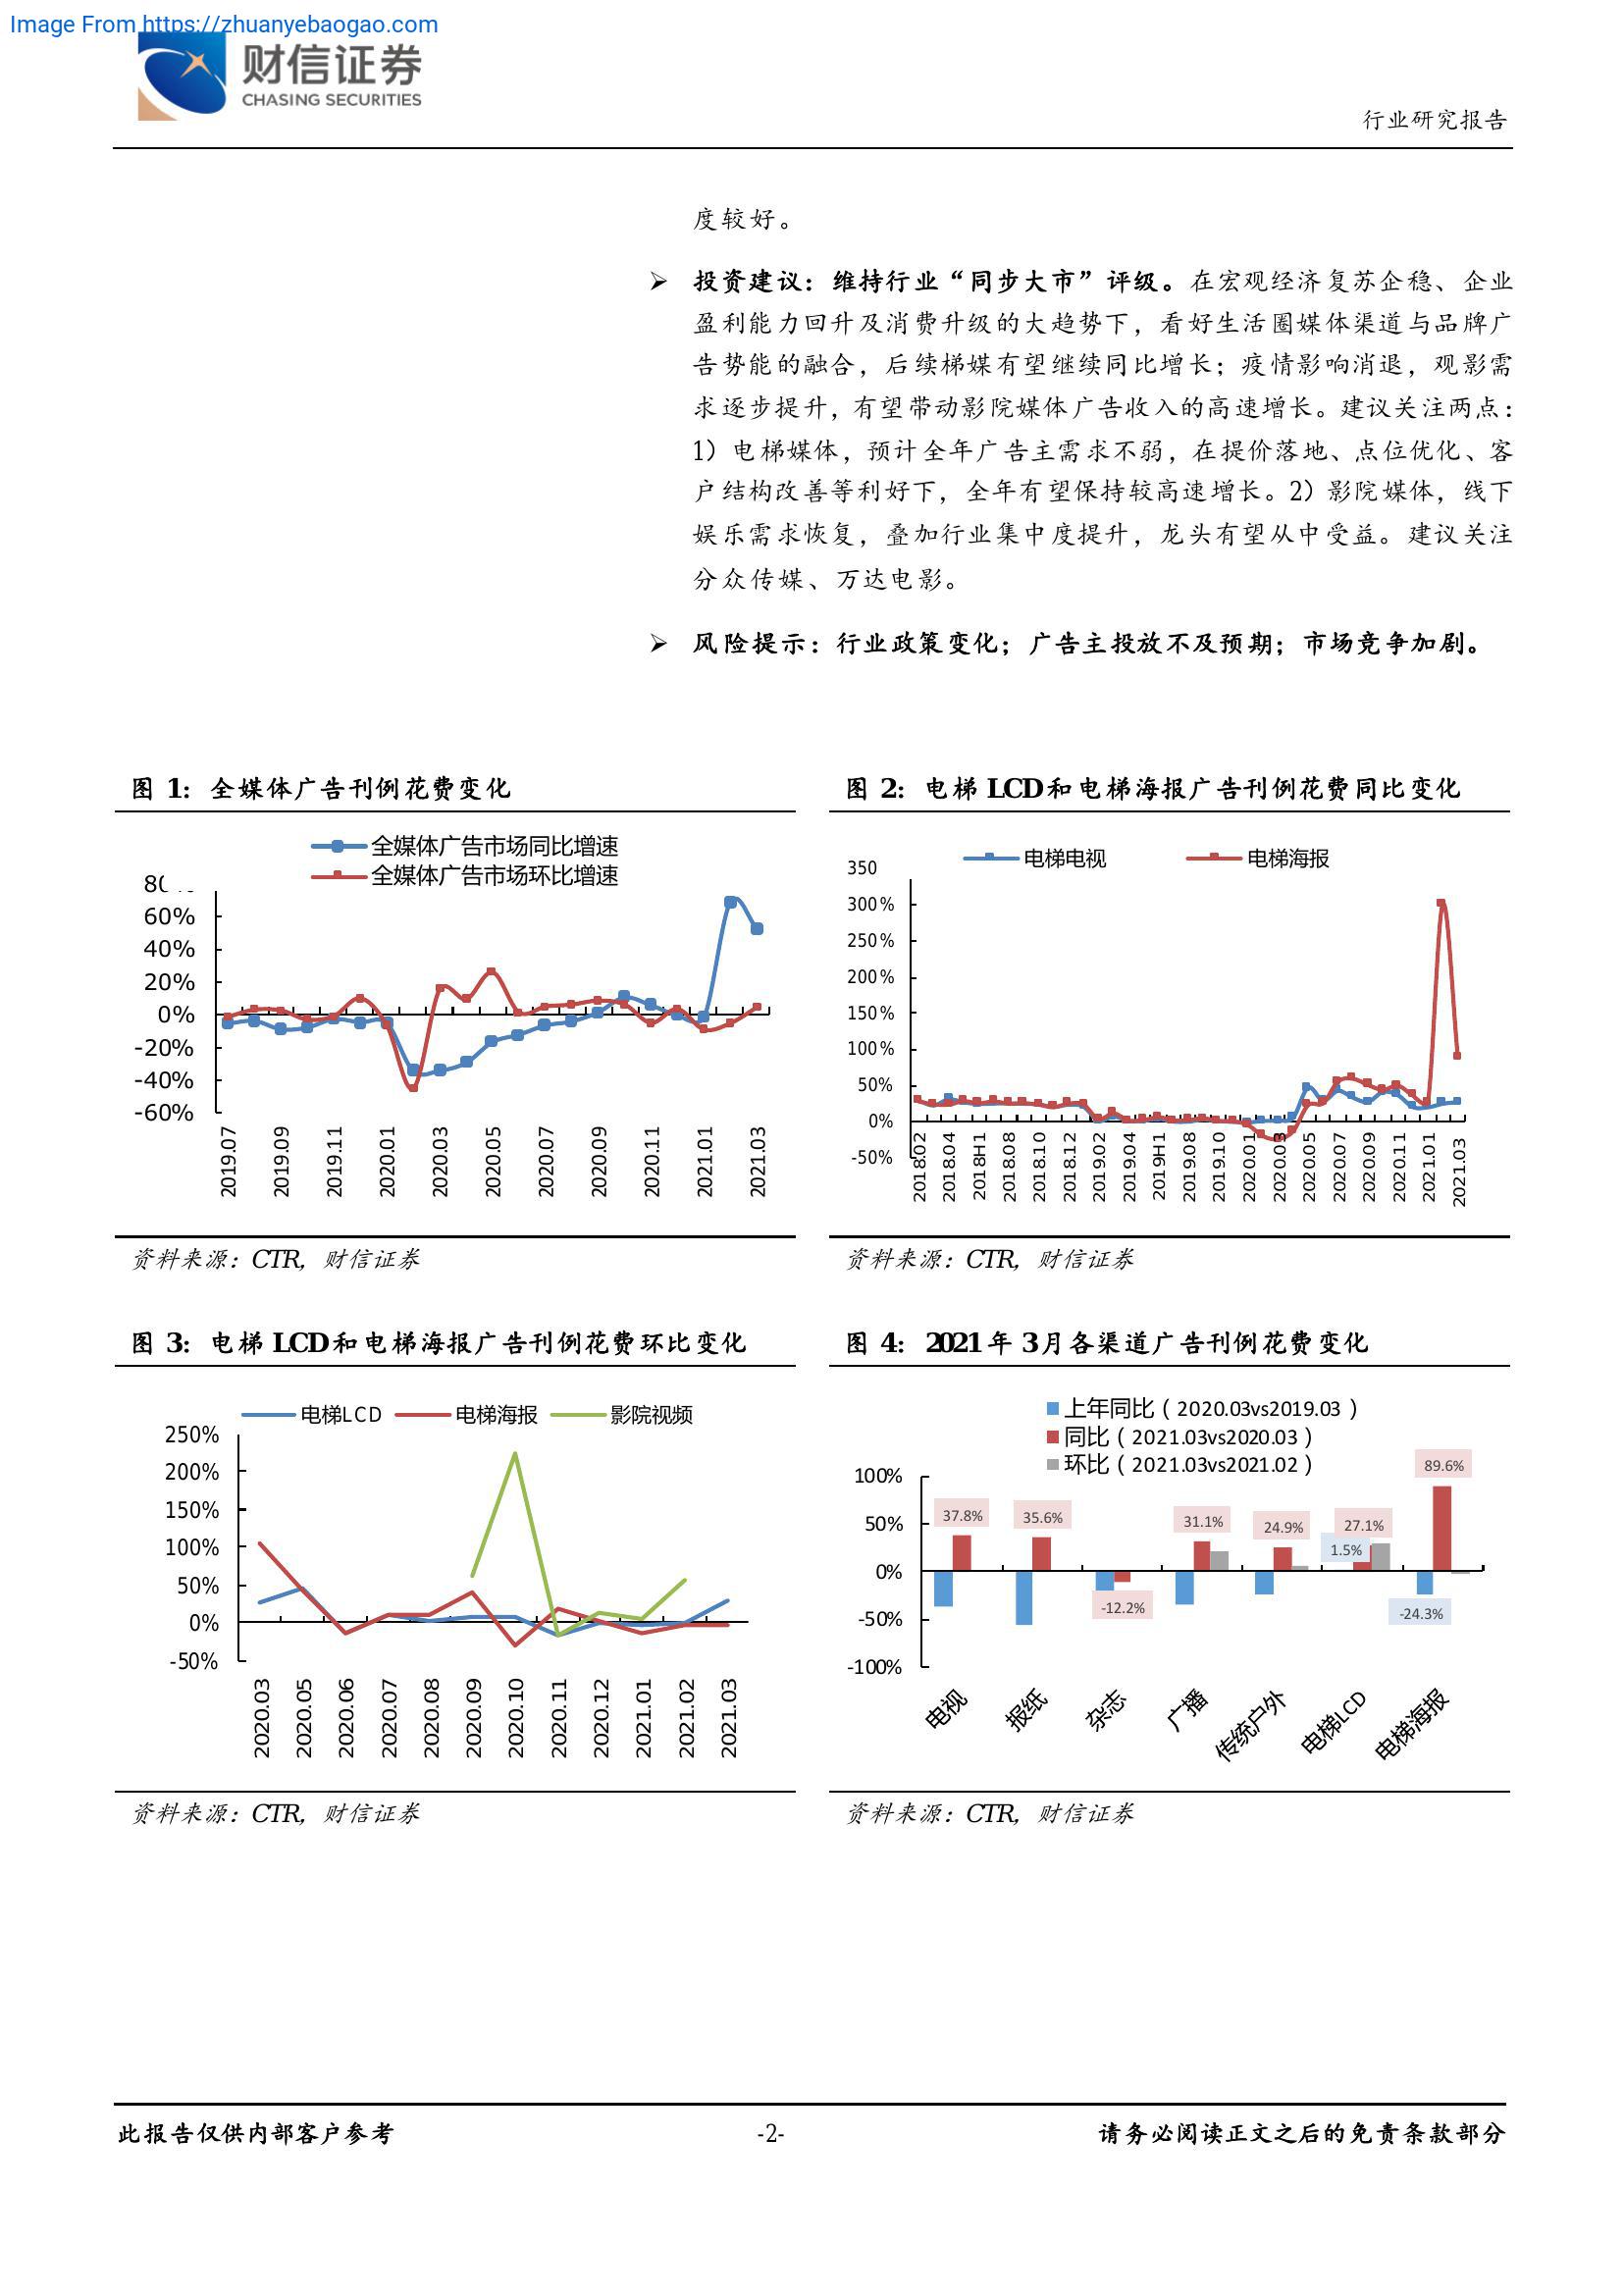 Image From https://zhuanyebaogao.com
财信证券
CHASING SECURITIES
行业研究报告
度较好。
➢ 投资建议：维持行业“同步大市”评级。在宏观经济复苏企稳、企业
盈利能力回升及消费升级的大趋势下，看好生活圈媒体渠道与品牌广
告势能的融合，后续梯媒有望继续同比增长；疫情影响消退，观影需
求逐步提升，有望带动影院媒体广告收入的高速增长。建议关注两点：
1）电梯媒体，预计全年广告主需求不弱，在提价落地、点位优化、客
户结构改善等利好下，全年有望保持较高速增长。2）影院媒体，线下
娱乐需求恢复，叠加行业集中度提升，龙头有望从中受益。建议关注
分众传媒、万达电影。
➢ 风险提示：行业政策变化；广告主投放不及预期；市场竞争加剧。
图 1：全媒体广告刊例花费变化
全媒体广告市场同比增速
全媒体广告市场环比增速
60%
40%
20%
0%
-20%
-40%
-60%
2019.07
2019.09
2019.11
2020.01
2020.03
2020.05
2020.07
2020.09
2020.11
2021.01
2021.03
资料来源：CTR，财信证券
图 2：电梯 LCD和电梯海报广告刊例花费同比变化
电梯电视
电梯海报
350
300%
250%
200%
150%
100%
50%
0%
-50%
2018.02
2018.04
2018H1
2018.08
2018.10
2018.12
2019.02
2019.04
2019H1
2019.08
2019.10
2020.01
2020.03
2020.05
2020.07
2020.09
2020.11
2021.01
2021.03
资料来源：CTR，财信证券
图 3：电梯 LCD和电梯海报广告刊例花费环比变化
电梯LCD
电梯海报
影院视频
250%
200%
150%
100%
50%
0%
-50%
2020.03
2020.05
2020.06
2020.07
2020.08
2020.09
2020.10
2020.11
2020.12
2021.01
2021.02
2021.03
资料来源：CTR，财信证券
图 4：2021年 3月各渠道广告刊例花费变化
上年同比（2020.03vs2019.03）
同比（2021.03vs2020.03）
环比（2021.03vs2021.02）
100%
50%
0%
-50%
-100%
37.8%
35.6%
-12.2%
31.1%
24.9%
27.1%
1.5%
89.6%
-24.3%
电视
报纸
杂志
广播
传统户外
电梯LCD
电梯海报
资料来源：CTR，财信证券
此报告仅供内部客户参考
-2-
请务必阅读正文之后的免责条款部分